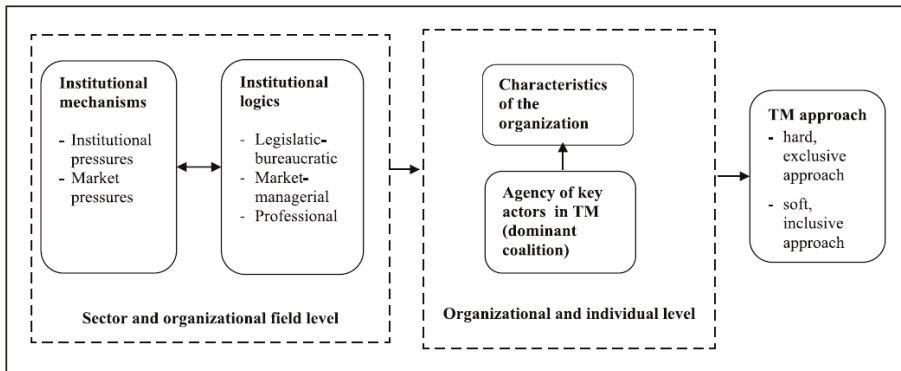 Institutional
mechanisms
- Institutional
pressures
- Market
pressures
Institutional
logics
- Legislatic-
bureaucratic
- Market-
managerial
- Professional
Sector and organizational field level
Characteristics
of the
organization
Agency of key
actors in TM
(dominant
coalition)
Organizational and individual level
TM approach
- hard,
exclusive
approach
- soft,
inclusive
approach